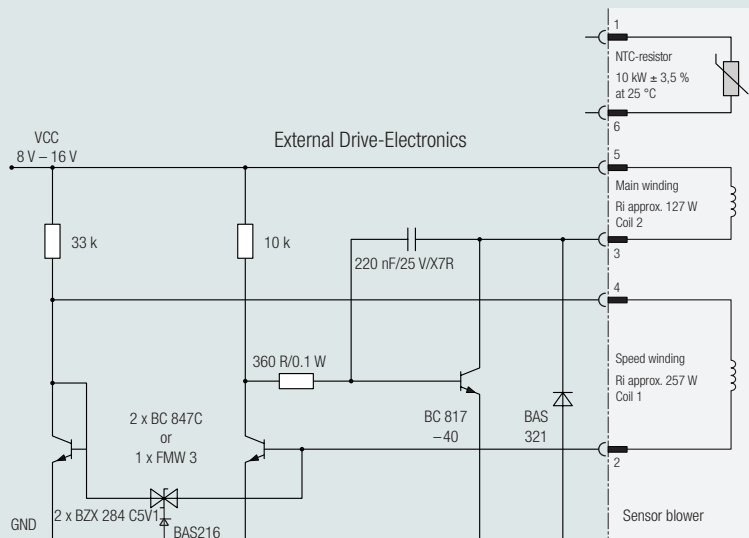 1
NTC-resistor
10 kW ± 3,5 %
at 25 °C
6
External Drive-Electronics
VCC
8 V – 16 V
5
Main winding
Ri approx. 127 W
Coil 2
3
33 k
10 k
220 nF/25 V/X7R
4
360 R/0.1 W
Speed winding
Ri approx. 257 W
Coil 1
2 x BC 847C
or
1 x FMW 3
BC 817
–40
BAS
321
2
2 x BZX 284 C5V1
GND
BAS216
Sensor blower